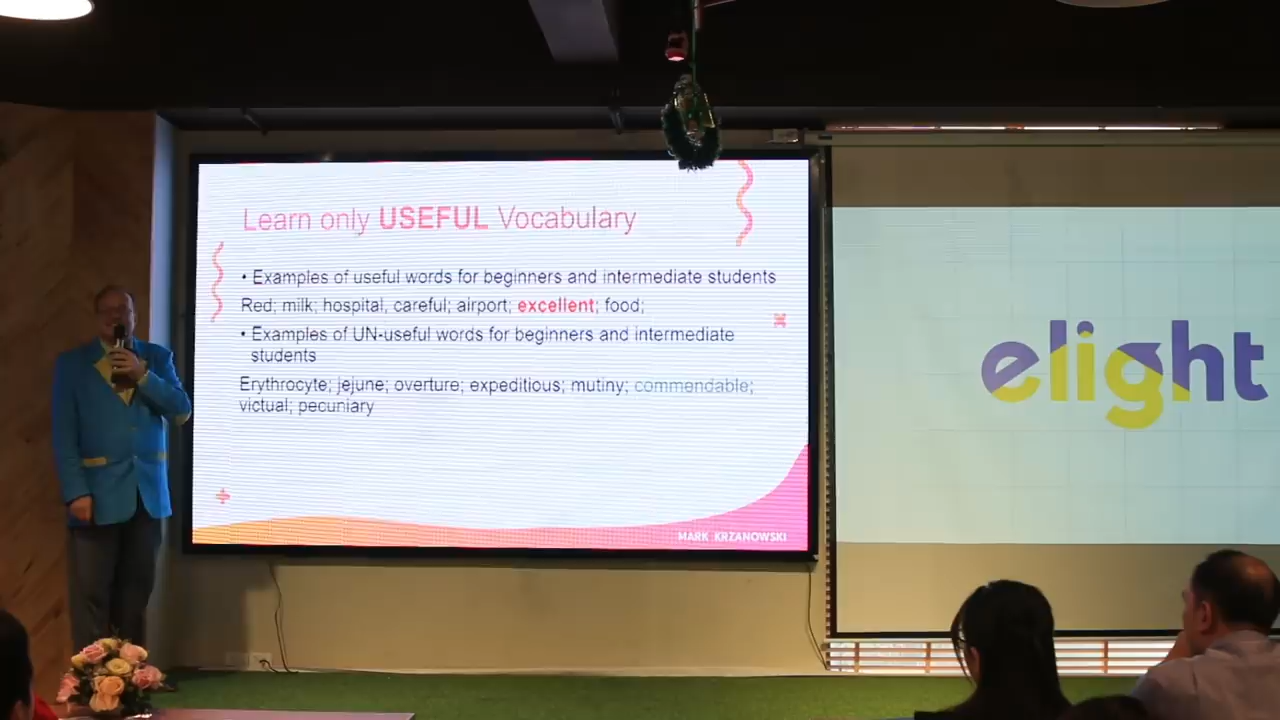 Learn only USEFUL Vocabulary
• Examples of useful words for beginners and intermediate students
Red; milk; hospital, careful; airport; excellent; food;
• Examples of UN-useful words for beginners and intermediate
students
Erythrocyte; jejune; overture; expeditious; mutiny; commendable;
victual; pecuniary
MARK KRZANOWSKI
elight